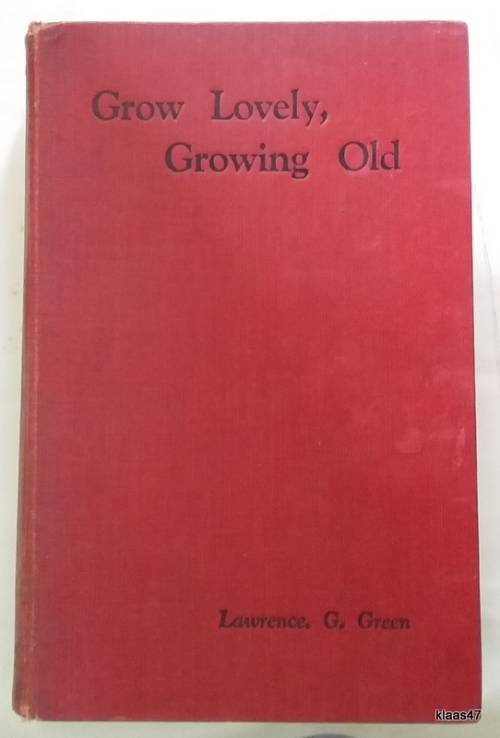 Grow Lovely,
Growing Old
Lawrence. G. Green
klaas47